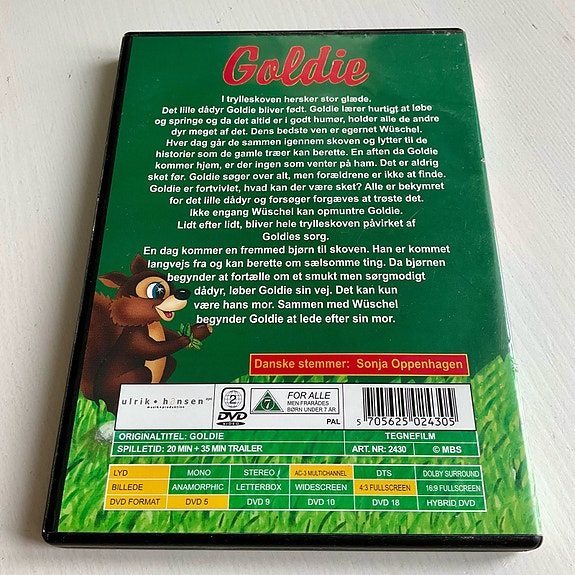 Goldie
I trylleskoven hersker stor glæde.
Det lille dådyr Goldie bliver født. Goldie lærer hurtigt at løbe
og springe og da det altid er i godt humør, holder alle de andre
dyr meget af det. Dens bedste ven er egernet Wüschel.
Hver dag går de sammen igennem skoven og lytter til de
historier som de gamle træer kan berette. En aften da Goldie
kommer hjem, er der ingen som venter på ham. Det er aldrig
sket før. Goldie søger over alt, men forældrene er ikke at finde.
Goldie er fortvivlet, hvad kan der være sket? Alle er bekymret
for det lille dådyr og forsøger forgæves at trøste det.
Ikke engang Wüschel kan opmuntre Goldie.
Lidt efter lidt, bliver hele trylleskoven påvirket af
Goldies sorg.
En dag kommer en fremmed bjørn til skoven. Han er kommet
langvejs fra og kan berette om sælsomme ting. Da bjørnen
begynder at fortælle om et smukt men sørgmodigt
dådyr, løber Goldie sin vej. Det kan kun
være hans mor. Sammen med Wüschel
begynder Goldie at lede efter sin mor.
Danske stemmer: Sonja Oppenhagen
ulrik • hansen aps
musikproduktion
2
DVD
VIDEO
7
FOR ALLE
MEN FRARÅDES
BØRN UNDER 7 ÅR
PAL
5 705625 024305
ORIGINALTITEL: GOLDIE TEGNEFILM
SPILLETID: 20 MIN + 35 MIN TRAILER ART. NR: 2430 © MBS
LYD MONO STEREO / AC-3 MULTICHANNEL DTS DOLBY SURROUND
BILLEDE ANAMORPHIC LETTERBOX WIDESCREEN 4:3 FULLSCREEN 16:9 FULLSCREEN
DVD FORMAT DVD 5 DVD 9 DVD 10 DVD 18 HYBRID DVD